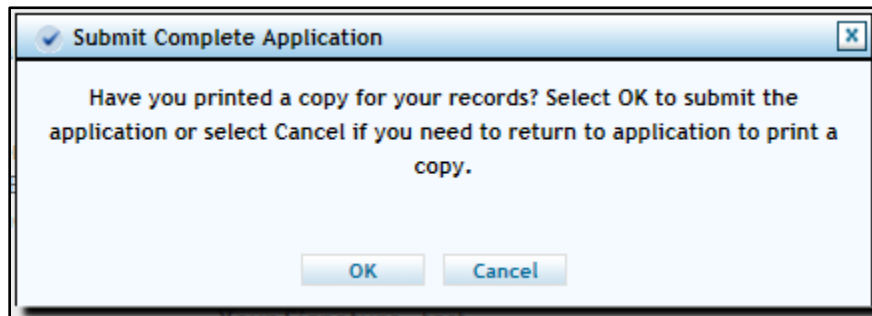 Submit Complete Application
Have you printed a copy for your records? Select OK to submit the
application or select Cancel if you need to return to application to print a
copy.
OK Cancel